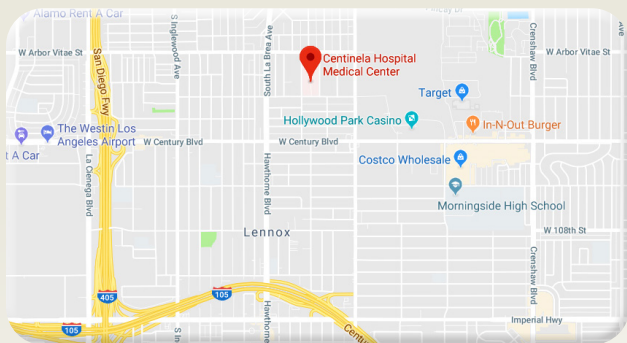 Alamo Rent A Car
W Arbor Vitae St
San Diego Fwy
S Inglewood Ave
South La Brea Ave
Centinela Hospital
Medical Center
Crenshaw Blvd
W Arbor Vitae St
Target
Hollywood Park Casino
In-N-Out Burger
The Westin Los
Angeles Airport
t A Car
W Century Blvd
W Century Blvd
Costco Wholesale
Morningside High School
La Cienega Blvd
Hawthorne Blvd
Lennox
W 108th St
Crenshaw Blvd
405
105
105
Hawthorne
S In
Centu
Imperial Hwy